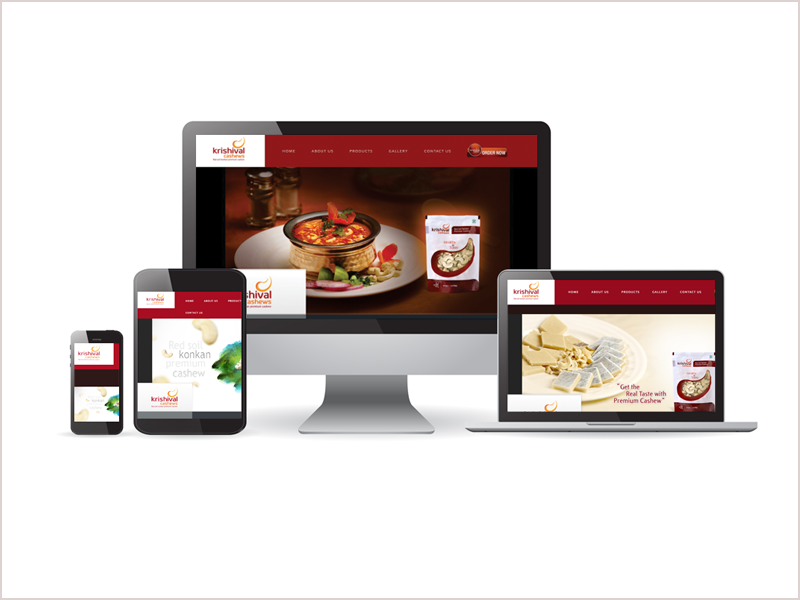 krishival
cashews
HOME ABOUT US PRODUCTS GALLERY CONTACT US ORDER NOW
krishival
shival
cashews
krishival
cashews
HOME ABOUT US PRODUCTS
CONTACT US
Red soil
konkan
premium
cashew
krishival
cashews
krishival
krishival
krishival
cashews
HOME ABOUT US PRODUCTS GALLERY CONTACT US
"Get the
Real Taste with
Premium Cashew"
krishival